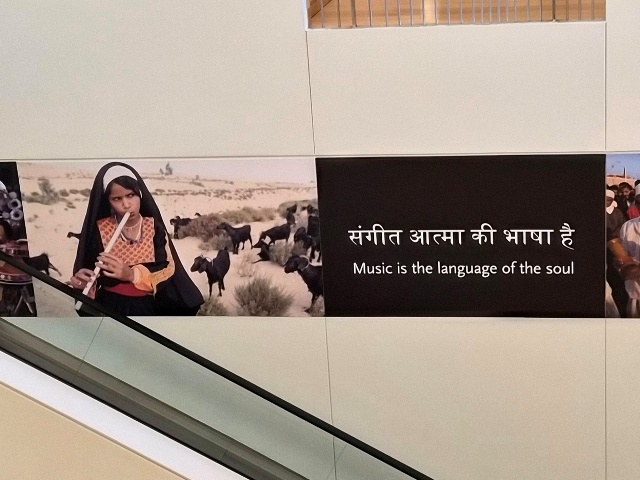 संगीत आत्मा की भाषा है
Music is the language of the soul